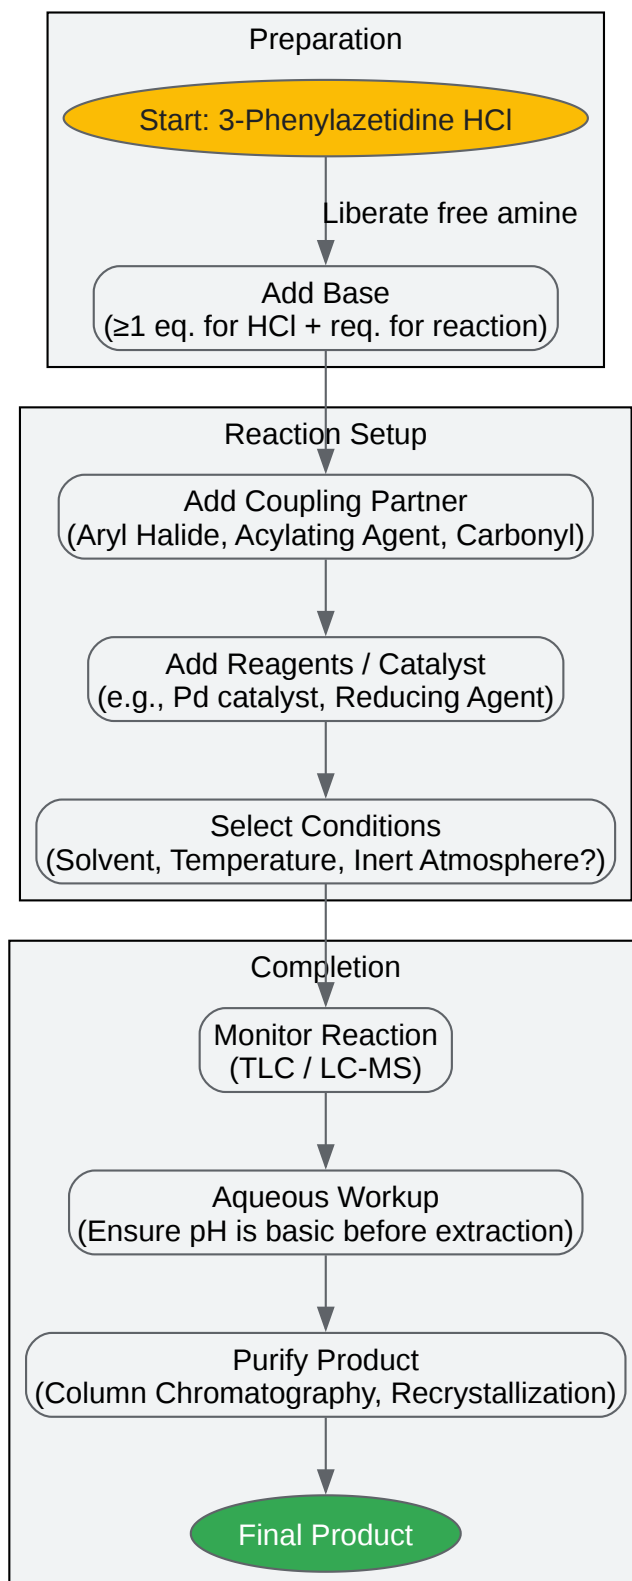 Preparation
Start: 3-Phenylazetidine HCl
Liberate free amine
Add Base
(≥1 eq. for HCl + req. for reaction)
Reaction Setup
Add Coupling Partner
(Aryl Halide, Acylating Agent, Carbonyl)
Add Reagents / Catalyst
(e.g., Pd catalyst, Reducing Agent)
Select Conditions
(Solvent, Temperature, Inert Atmosphere?)
Completion
Monitor Reaction
(TLC / LC-MS)
Aqueous Workup
(Ensure pH is basic before extraction)
Purify Product
(Column Chromatography, Recrystallization)
Final Product